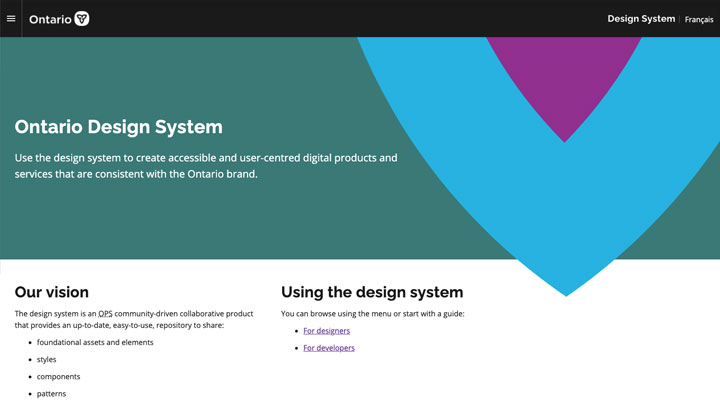 Ontario
Design System
Français
Ontario Design System
Use the design system to create accessible and user-centred digital products and
services that are consistent with the Ontario brand.
Our vision
The design system is an OPS community-driven collaborative product
that provides an up-to-date, easy-to-use, repository to share:
foundational assets and elements
styles
components
patterns
Using the design system
You can browse using the menu or start with a guide:
For designers
For developers